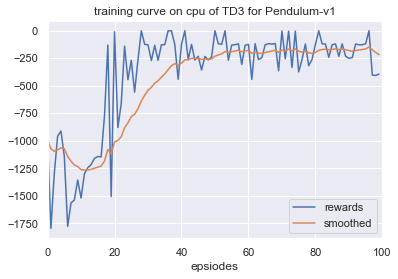 training curve on cpu of TD3 for Pendulum-v1
0
−250
−500
−750
−1000
−1250
−1500
−1750
0 20 40 60 80 100
epsiodes
rewards
smoothed